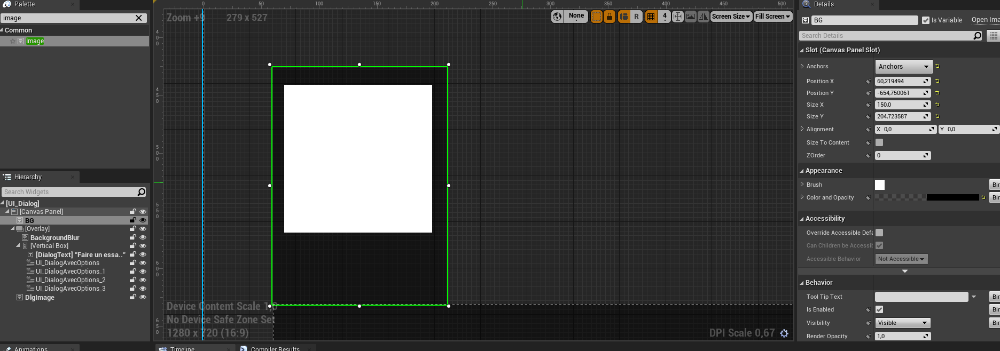 Palette
image
Common
Image
Hierarchy
Search Widgets
[UI_Dialog]
[Canvas Panel]
BG
[Overlay]
BackgroundBlur
[Vertical Box]
[DialogText] "Faire un essa.."
UI_DialogAvecOptions
UI_DialogAvecOptions_1
UI_DialogAvecOptions_2
UI_DialogAvecOptions_3
DlgImage
Animations
0 50 100 150 200 250 300 350 400 450 500
Zoom +9 279 x 527
None R 4 Screen Size Fill Screen
400
450
500
550
600
650
Device Content Scale 1,0
No Device Safe Zone Set
1280 x 720 (16:9)
DPI Scale 0,67
Timeline Compiler Results
Details
BG Is Variable Open Ima
Search Details
Slot (Canvas Panel Slot)
Anchors Anchors
Position X 60,219494
Position Y -654,750061
Size X 150,0
Size Y 204,723587
Alignment X 0,0 Y 0,0
Size To Content
ZOrder 0
Appearance
Brush Bin
Color and Opacity Bin
Accessibility
Override Accessible Defa
Can Children be Accessib
Accessible Behavior Not Accessible
Behavior
Tool Tip Text Bin
Is Enabled Bin
Visibility Visible Bin
Render Opacity 1,0